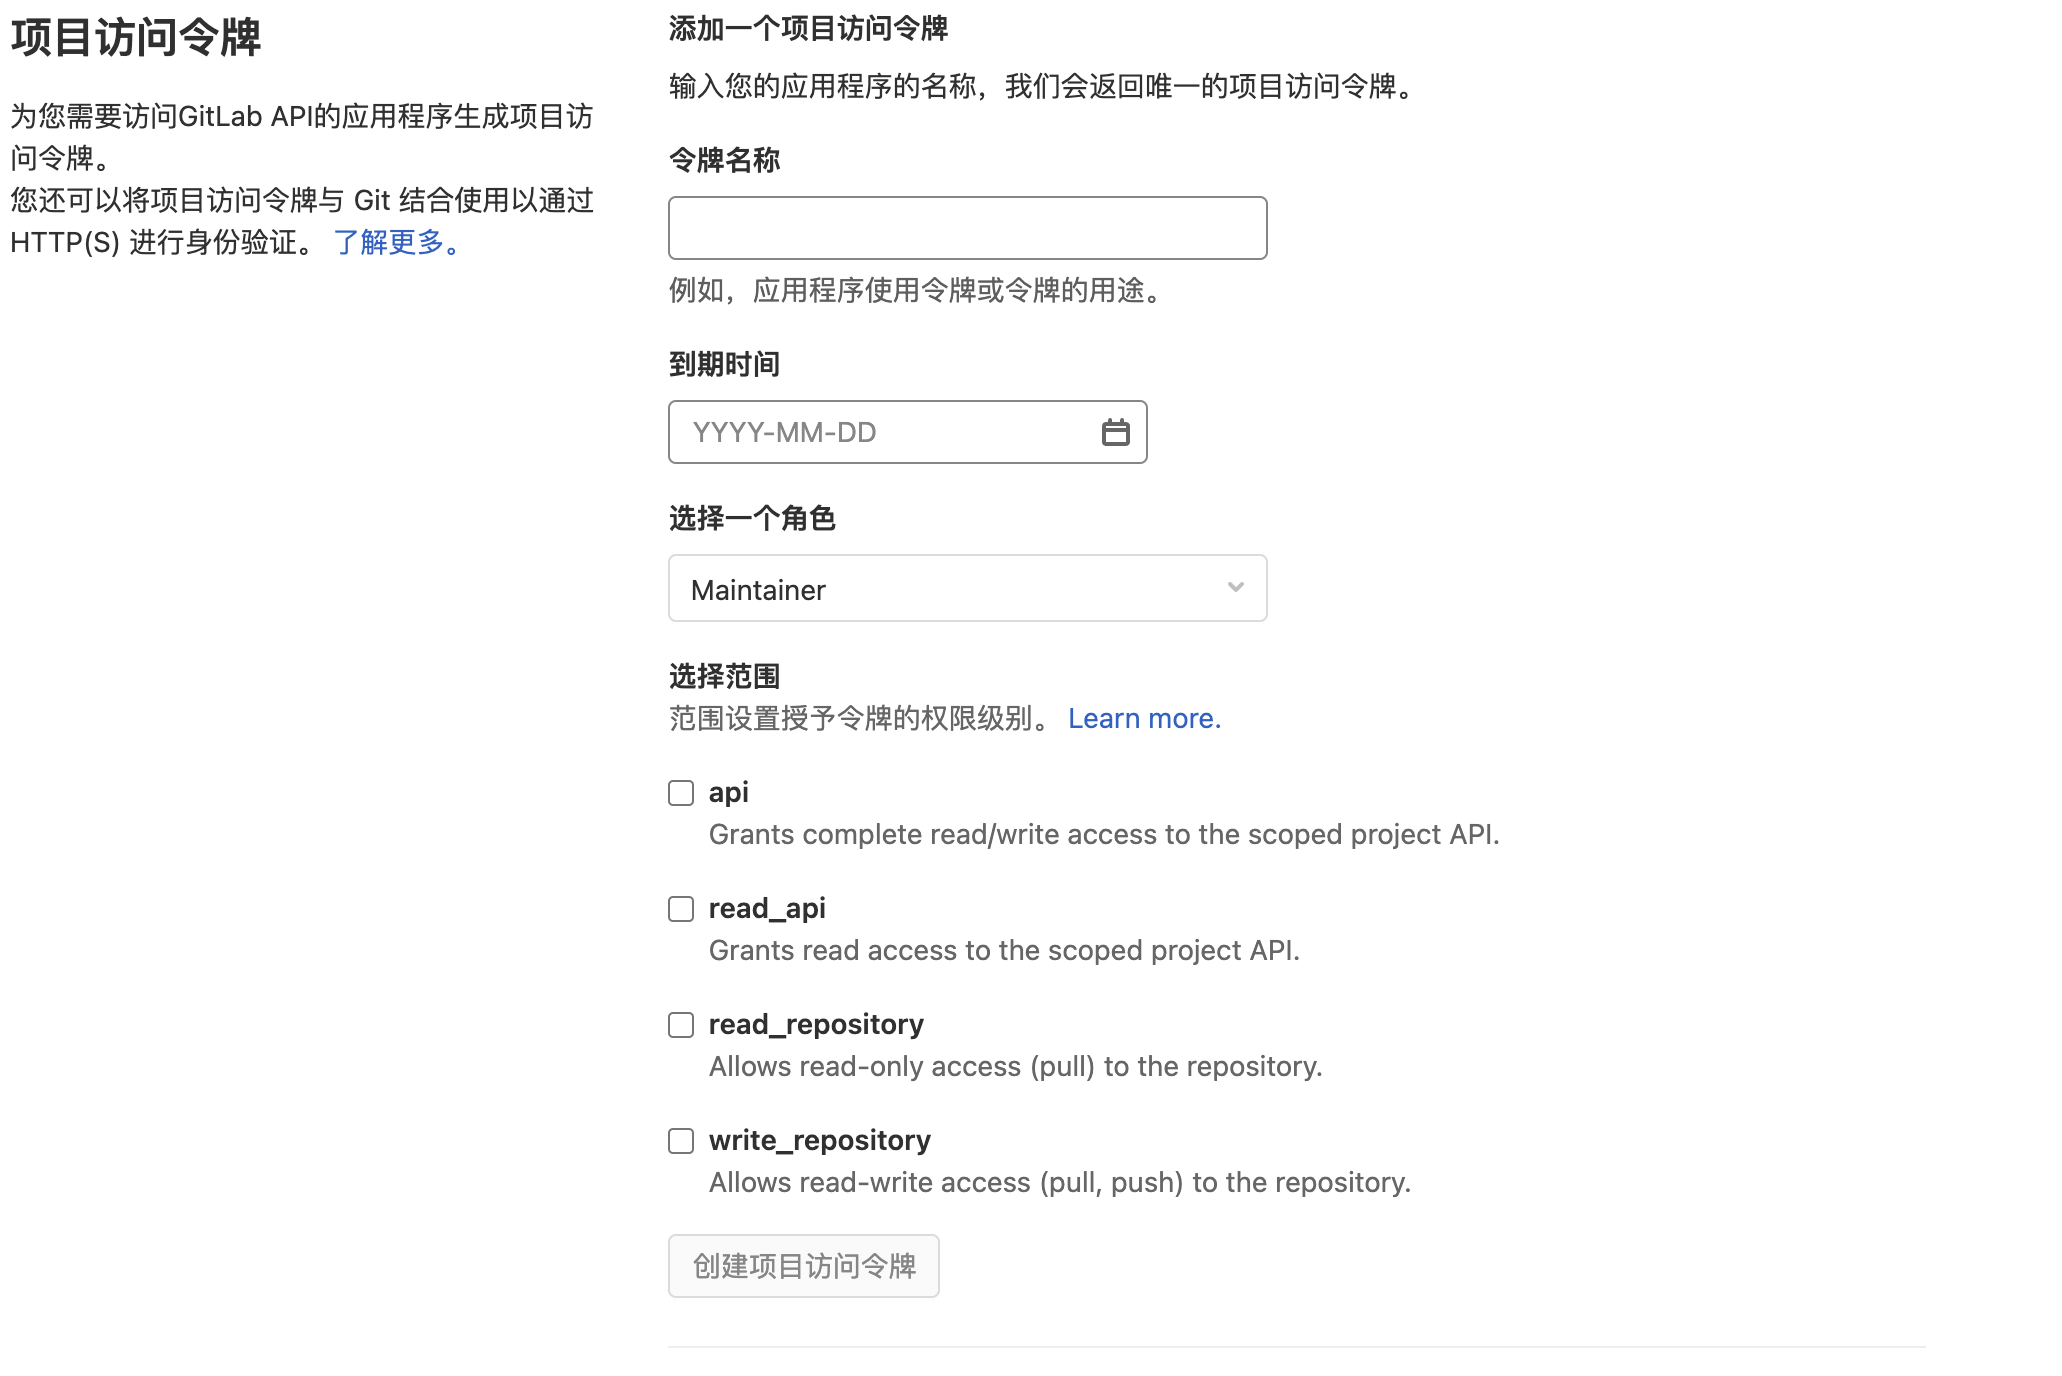 项目访问令牌
为您需要访问GitLab API的应用程序生成项目访
问令牌。
您还可以将项目访问令牌与 Git 结合使用以通过
HTTP(S) 进行身份验证。 了解更多。
添加一个项目访问令牌
输入您的应用程序的名称，我们会返回唯一的项目访问令牌。
令牌名称
例如，应用程序使用令牌或令牌的用途。
到期时间
YYYY-MM-DD
选择一个角色
Maintainer
选择范围
范围设置授予令牌的权限级别。 Learn more.
api
Grants complete read/write access to the scoped project API.
read_api
Grants read access to the scoped project API.
read_repository
Allows read-only access (pull) to the repository.
write_repository
Allows read-write access (pull, push) to the repository.
创建项目访问令牌